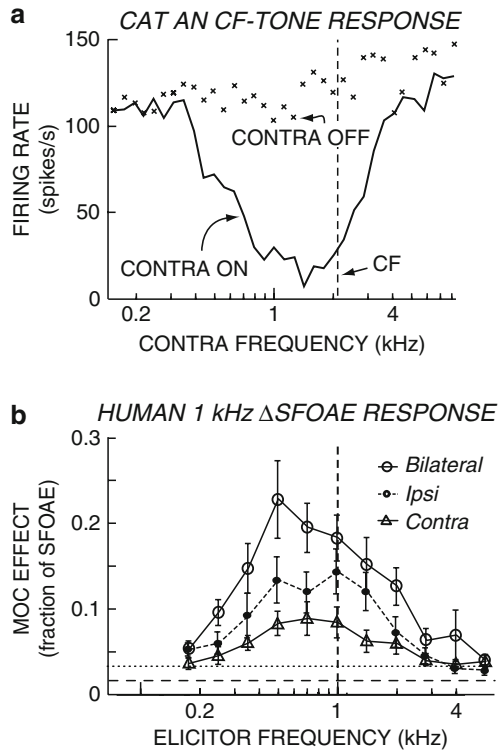 a
CAT AN CF-TONE RESPONSE
FIRING RATE
(spikes/s)
150
100
50
0
CONTRA OFF
CONTRA ON
CF
0.2
1
4
CONTRA FREQUENCY (kHz)
b
HUMAN 1 kHz ΔSFOAE RESPONSE
MOC EFFECT
(fraction of SFOAE)
0.3
0.2
0.1
0
Bilateral
Ipsi
Contra
0.2
1
4
ELICITOR FREQUENCY (kHz)